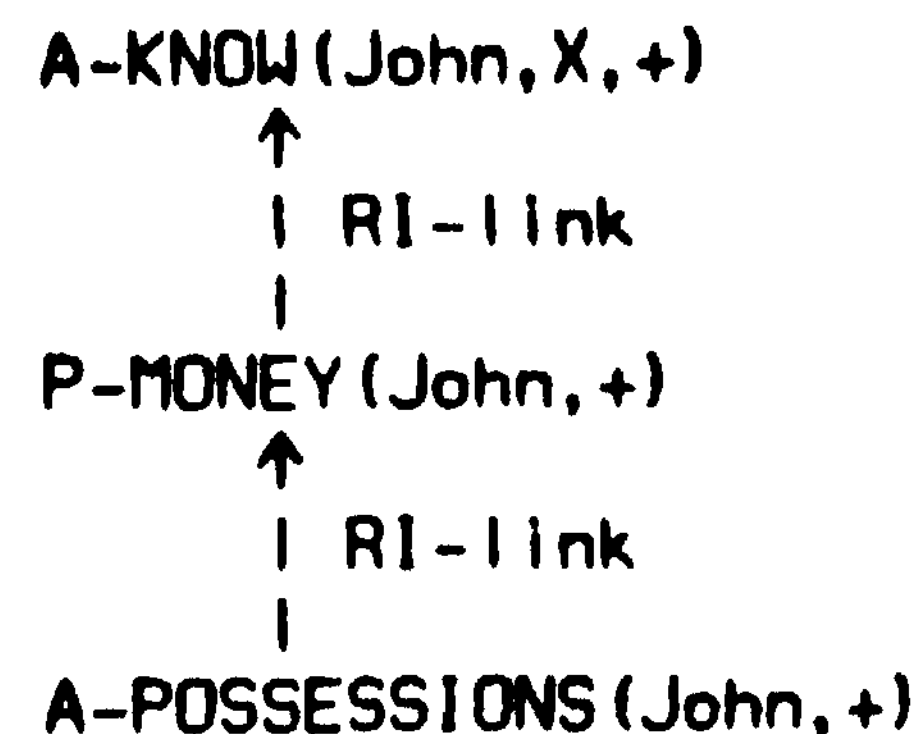 A-KNOW(John,X,+)
RI-link
P-MONEY(John,+)
RI-link
A-POSSESSIONS(John,+)